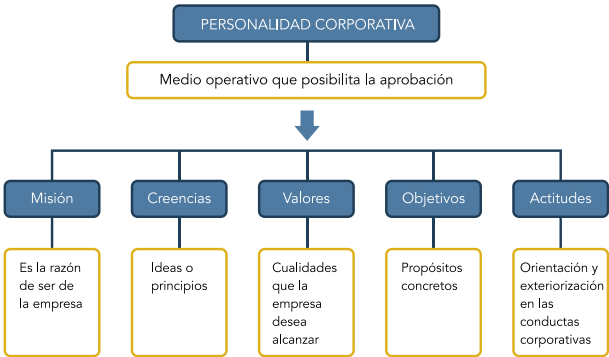 PERSONALIDAD CORPORATIVA
Medio operativo que posibilita la aprobación
Misión
Creencias
Valores
Objetivos
Actitudes
Es la razón
de ser de
la empresa
Ideas o
principios
Cualidades
que la
empresa
desea
alcanzar
Propósitos
concretos
Orientación y
exteriorización
en las
conductas
corporativas